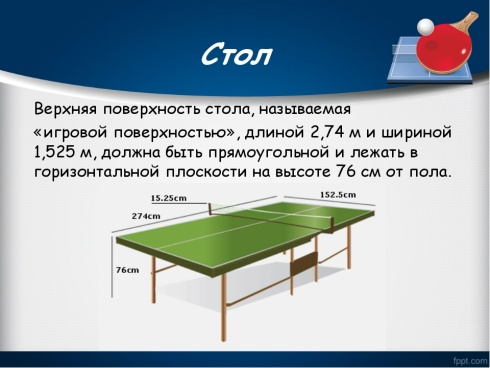 Стол
Верхняя поверхность стола, называемая
«игровой поверхностью», длиной 2,74 м и шириной
1,525 м, должна быть прямоугольной и лежать в
горизонтальной плоскости на высоте 76 см от пола.
15.25cm
152.5cm
274cm
76cm
fppt.com